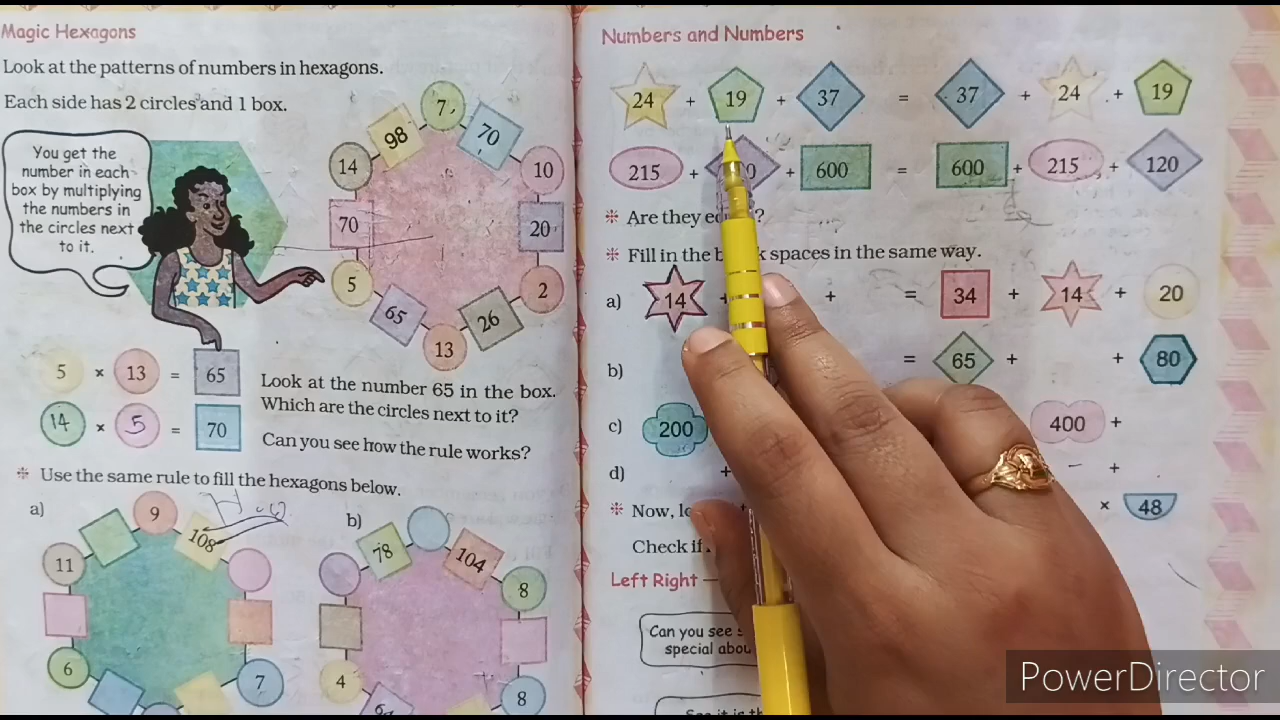 Magic Hexagons
Look at the patterns of numbers in hexagons.
Each side has 2 circles and 1 box.
You get the
number in each
box by multiplying
the numbers in
the circles next
to it.
7
98
70
14
10
70
20
5
2
65
26
13
5 × 13 = 65
14 × 5 = 70
Look at the number 65 in the box.
Which are the circles next to it?
Can you see how the rule works?
* Use the same rule to fill the hexagons below.
a)
9
108
11
6
7
b)
78
104
8
4
8
64
Numbers and Numbers
24 + 19 + 37 = 37 + 24 + 19
215 + + 600 = 600 + 215 + 120
* Are they
* Fill in the spaces in the same way.
a) 14 + + = 34 + 14 + 20
b) = 65 + + 80
c) 200 400 +
d) + +
* Now,
× 48
Check if
Left Right —
Can you see
special
See it in
PowerDirector